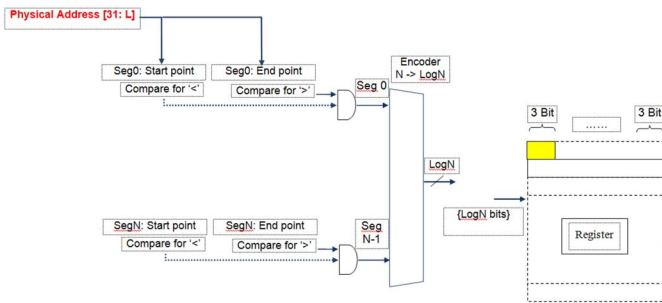 Physical Address [31: L]
Seg0: Start point
Seg0: End point
Compare for '<'
Compare for '>'
Seg 0
Encoder
N -> LogN
3 Bit
......
3 Bit
LogN
{LogN bits}
Register
SegN: Start point
SegN: End point
Compare for '<'
Compare for '>'
Seg
N-1